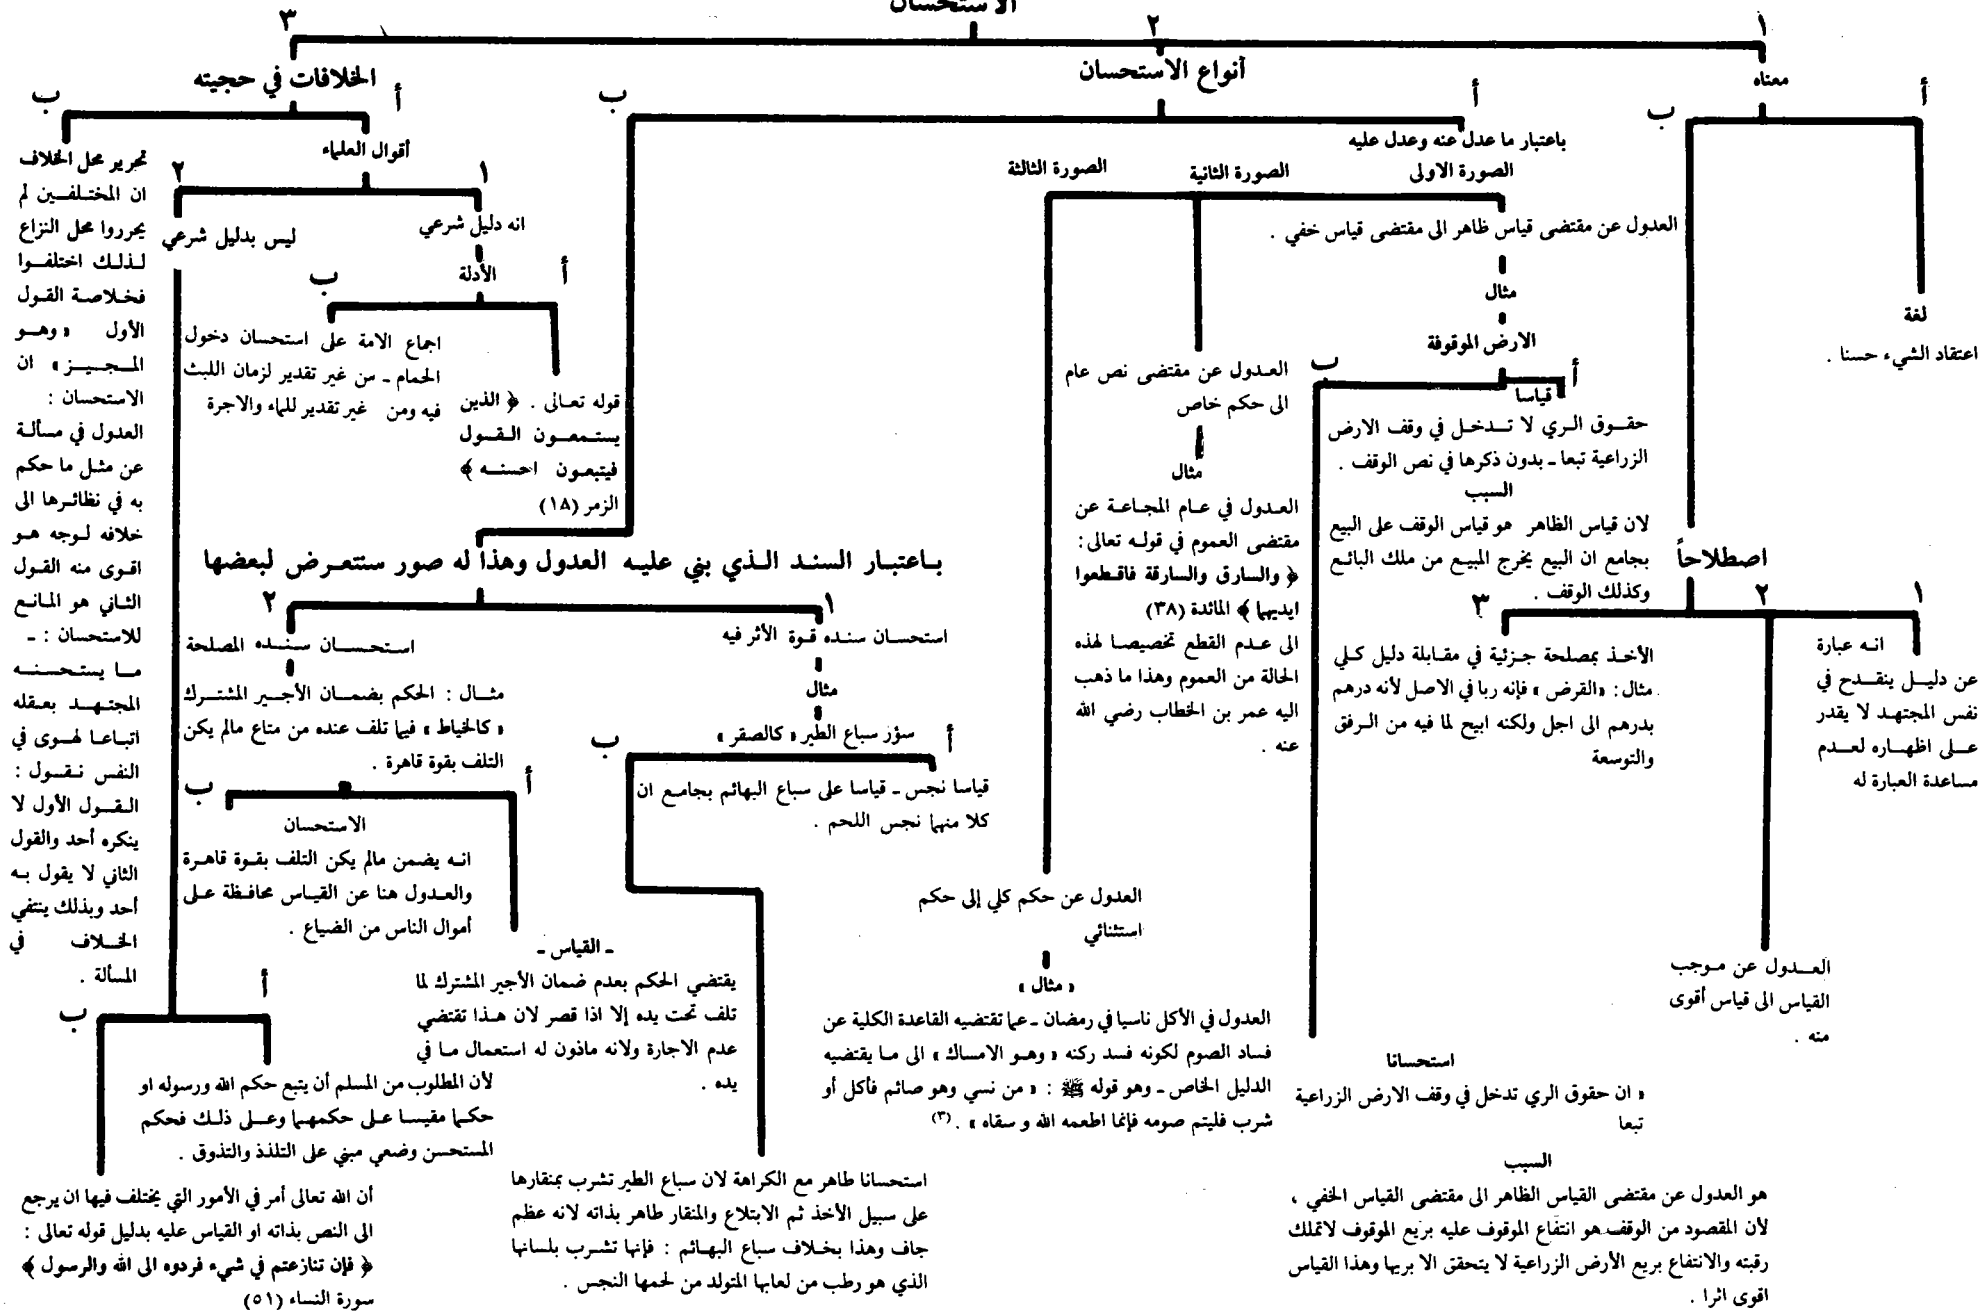 الاستحسان
١
معناه
أ
لغة
اعتقاد الشيء حسنا .
ب
اصطلاحاً
١
انه عبارة
عن دليل ينقدح في
نفس المجتهد لا يقدر
على اظهاره لعدم
مساعدة العبارة له
٢
العدول عن موجب
القياس الى قياس أقوى
منه .
٣
الأخذ بمصلحة جزئية في مقابلة دليل كلي
مثال : «القرض » فإنه ربا في الاصل لأنه درهم
بدرهم الى اجل ولكنه ابيح لما فيه من الرفق
والتوسعة
٢
أنواع الاستحسان
أ
باعتبار ما عدل عنه وعدل عليه
الصورة الاولى
العدول عن مقتضى قياس ظاهر الى مقتضى قياس خفي .
مثال
الارض الموقوفة
أ
قياسا
حقوق الري لا تدخل في وقف الارض
الزراعية تبعا ـ بدون ذكرها في نص الوقف .
السبب
لان قياس الظاهر هو قياس الوقف على البيع
بجامع ان البيع يخرج المبيع من ملك البائع
وكذلك الوقف .
ب
استحسانا
« ان حقوق الري تدخل في وقف الارض الزراعية
تبعا
السبب
هو العدول عن مقتضى القياس الظاهر الى مقتضى القياس الخفي ،
لأن المقصود من الوقف هو انتفاع الموقوف عليه بريع الموقوف لاتملك
رقبته والانتفاع بريع الأرض الزراعية لا يتحقق الا بريها وهذا القياس
اقوى اثرا .
الصورة الثانية
العدول عن مقتضى نص عام
الى حكم خاص
مثال
العدول في عام المجاعة عن
مقتضى العموم في قوله تعالى :
﴿ والسارق والسارقة فاقطعوا
ايديهما ﴾ المائدة (٣٨)
الى عدم القطع تخصيصا لهذه
الحالة من العموم وهذا ما ذهب
اليه عمر بن الخطاب رضي الله
عنه .
الصورة الثالثة
العدول عن حكم كلي إلى حكم
استثنائي
« مثال »
العدول في الأكل ناسيا في رمضان ـ عما تقتضيه القاعدة الكلية عن
فساد الصوم لكونه فسد ركنه « وهو الامساك » الى ما يقتضيه
الدليل الخاص ـ وهو قوله ﷺ : « من نسي وهو صائم فأكل أو
شرب فليتم صومه فإنما اطعمه الله و سقاه » . (٣)
ب
باعتبار السند الذي بني عليه العدول وهذا له صور سنتعرض لبعضها
١
استحسان سنده قوة الأثر فيه
مثال
سؤر سباع الطير « كالصقر »
أ
قياسا نجس ـ قياسا على سباع البهائم بجامع ان
كلا منهما نجس اللحم .
ب
استحسانا طاهر مع الكراهة لان سباع الطير تشرب بمنقارها
على سبيل الأخذ ثم الابتلاع والمنقار طاهر بذاته لانه عظم
جاف وهذا بخلاف سباع البهائم : فإنها تشرب بلسانها
الذي هو رطب من لعابها المتولد من لحمها النجس .
٢
استحسان سنده المصلحة
مثال : الحكم بضمان الأجير المشترك
« كالخياط » فيما تلف عنده من متاع مالم يكن
التلف بقوة قاهرة .
أ
ـ القياس ـ
يقتضي الحكم بعدم ضمان الأجير المشترك لما
تلف تحت يده إلا اذا قصر لان هذا تقتضي
عدم الاجارة ولانه ماذون له استعمال ما في
يده .
ب
الاستحسان
انه يضمن مالم يكن التلف بقوة قاهرة
والعدول هنا عن القياس محافظة على
أموال الناس من الضياع .
٣
الخلافات في حجيته
أ
أقوال العلماء
١
انه دليل شرعي
الأدلة
أ
قوله تعالى . ﴿ الذين
يستمعون القول
فيتبعون احسنه ﴾
الزمر (١٨)
ب
اجماع الامة على استحسان دخول
الحمام ـ من غير تقدير لزمان اللبث
فيه ومن غير تقدير للماء والاجرة
٢
ليس بدليل شرعي
أ
لأن المطلوب من المسلم أن يتبع حكم الله ورسوله او
حكما مقيسا على حكمهما وعلى ذلك فحكم
المستحسن وضعي مبني على التلذذ والتذوق .
ب
أن الله تعالى أمر في الأمور التي يختلف فيها ان يرجع
الى النص بذاته او القياس عليه بدليل قوله تعالى :
﴿ فإن تنازعتم في شيء فردوه الى الله والرسول ﴾
سورة النساء (٥١)
ب
تحرير محل الخلاف
ان المختلفين لم
يحرروا محل النزاع
لذلك اختلفوا
فخلاصة القول
الأول « وهو
المجيز » ان
الاستحسان :
العدول في مسألة
عن مثل ما حكم
به في نظائرها الى
خلافه لوجه هو
اقوى منه القول
الثاني هو المانع
للاستحسان : ـ
ما يستحسنه
المجتهد بعقله
اتباعا لهوى في
النفس نقول :
القول الأول لا
ينكره أحد والقول
الثاني لا يقول به
أحد وبذلك ينتفي
الخلاف في
المسألة .